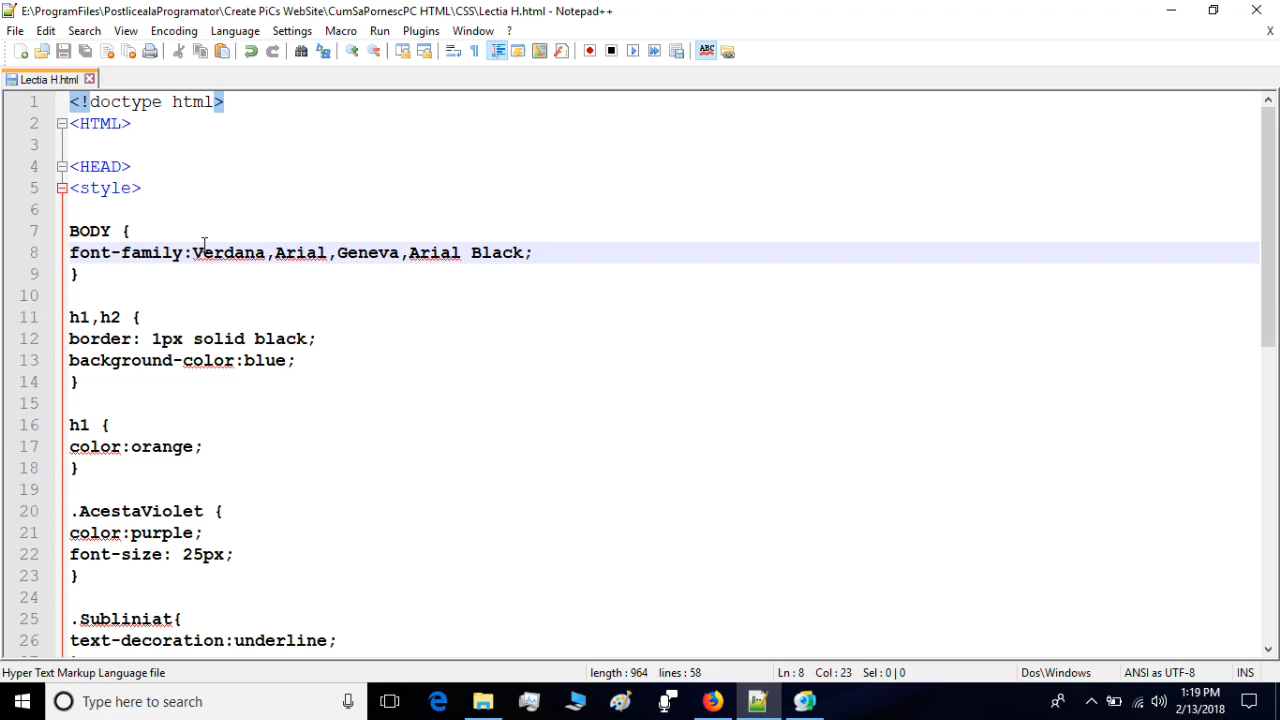 E:\ProgramFiles\PostlicealaProgramator\Create PiCs WebSite\CumSaPornescPC HTML\CSS\Lectia H.html - Notepad++
File Edit Search View Encoding Language Settings Macro Run Plugins Window ? X
Lectia H.html
1 <!doctype html>
2 <HTML>
3
4 <HEAD>
5 <style>
6
7 BODY {
8 font-family:Verdana,Arial,Geneva,Arial Black;
9 }
10
11 h1,h2 {
12 border: 1px solid black;
13 background-color:blue;
14 }
15
16 h1 {
17 color:orange;
18 }
19
20 .AcestaViolet {
21 color:purple;
22 font-size: 25px;
23 }
24
25 .Subliniat{
26 text-decoration:underline;
Hyper Text Markup Language file length : 964 lines : 58 Ln : 8 Col : 23 Sel : 0 | 0 Dos\Windows ANSI as UTF-8 INS
Type here to search
1:19 PM
2/13/2018